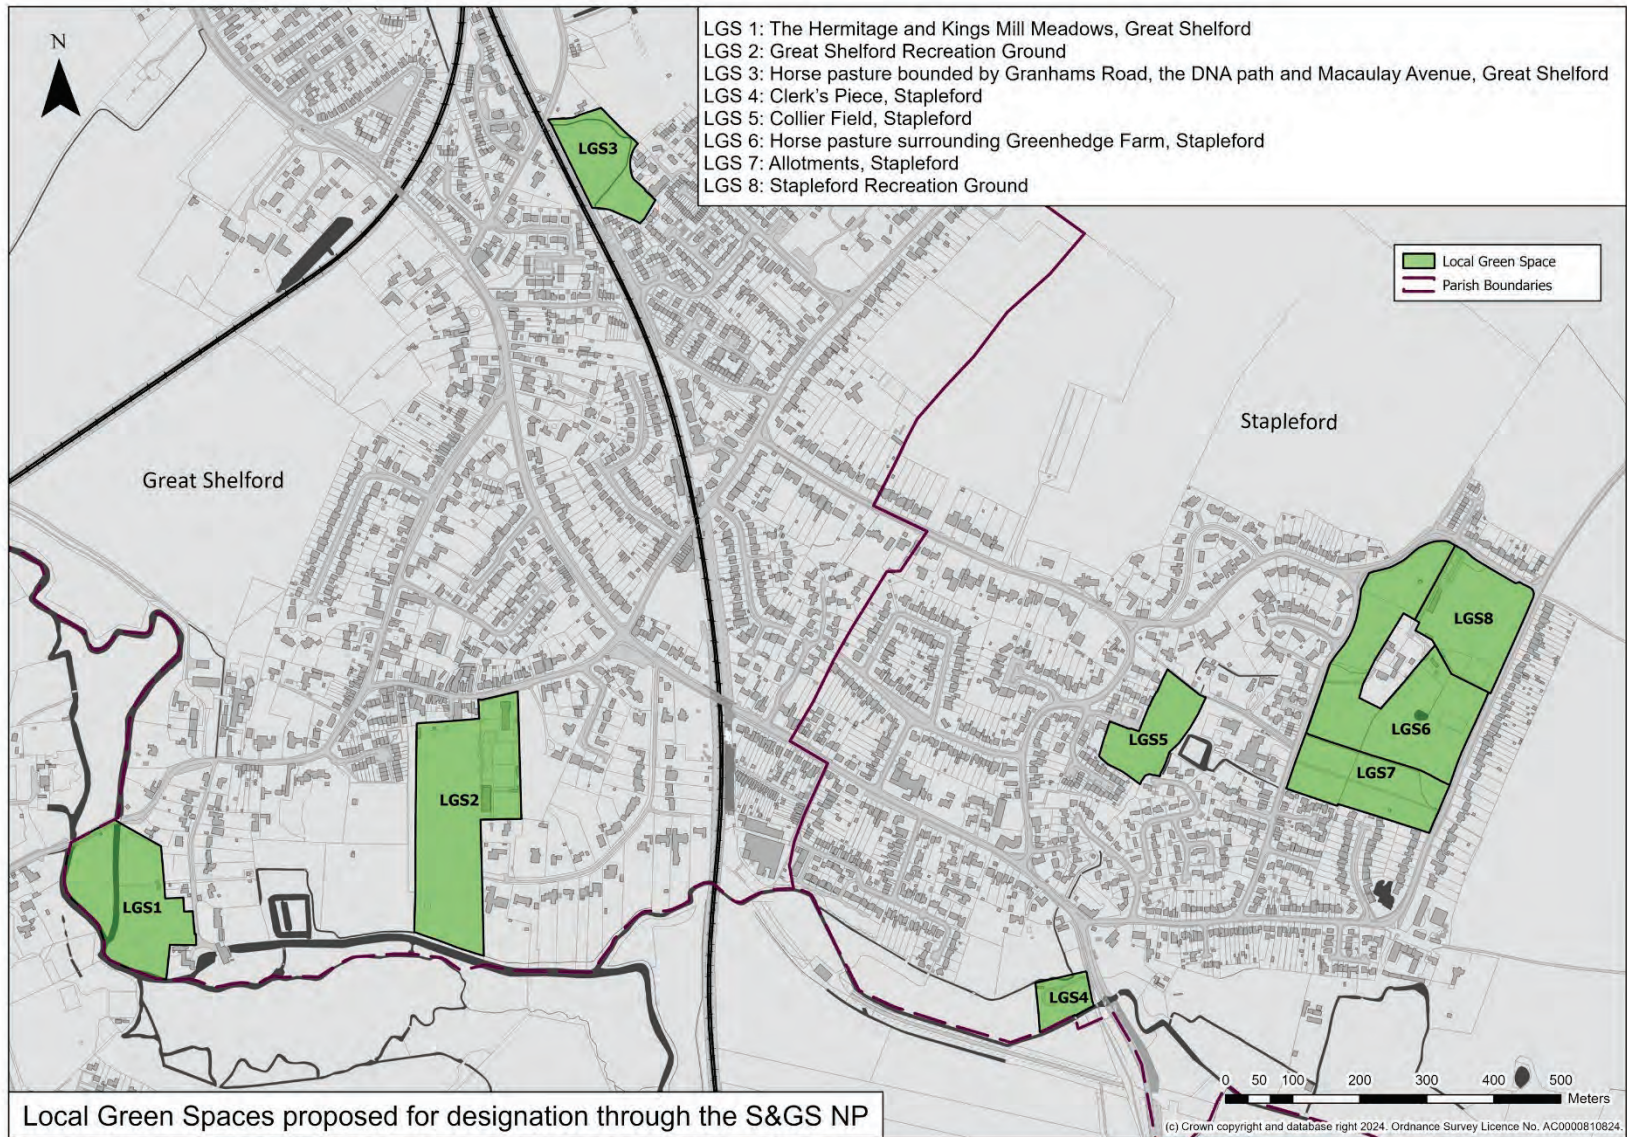 N
LGS 1: The Hermitage and Kings Mill Meadows, Great Shelford
LGS 2: Great Shelford Recreation Ground
LGS 3: Horse pasture bounded by Granhams Road, the DNA path and Macaulay Avenue, Great Shelford
LGS 4: Clerk's Piece, Stapleford
LGS 5: Collier Field, Stapleford
LGS 6: Horse pasture surrounding Greenhedge Farm, Stapleford
LGS 7: Allotments, Stapleford
LGS 8: Stapleford Recreation Ground
LGS3
Local Green Space
Parish Boundaries
Stapleford
Great Shelford
LGS8
LGS6
LGS5
LGS7
LGS2
LGS1
LGS4
0 50 100 200 300 400 500
Meters
Local Green Spaces proposed for designation through the S&GS NP
(c) Crown copyright and database right 2024. Ordnance Survey Licence No. AC0000810824.